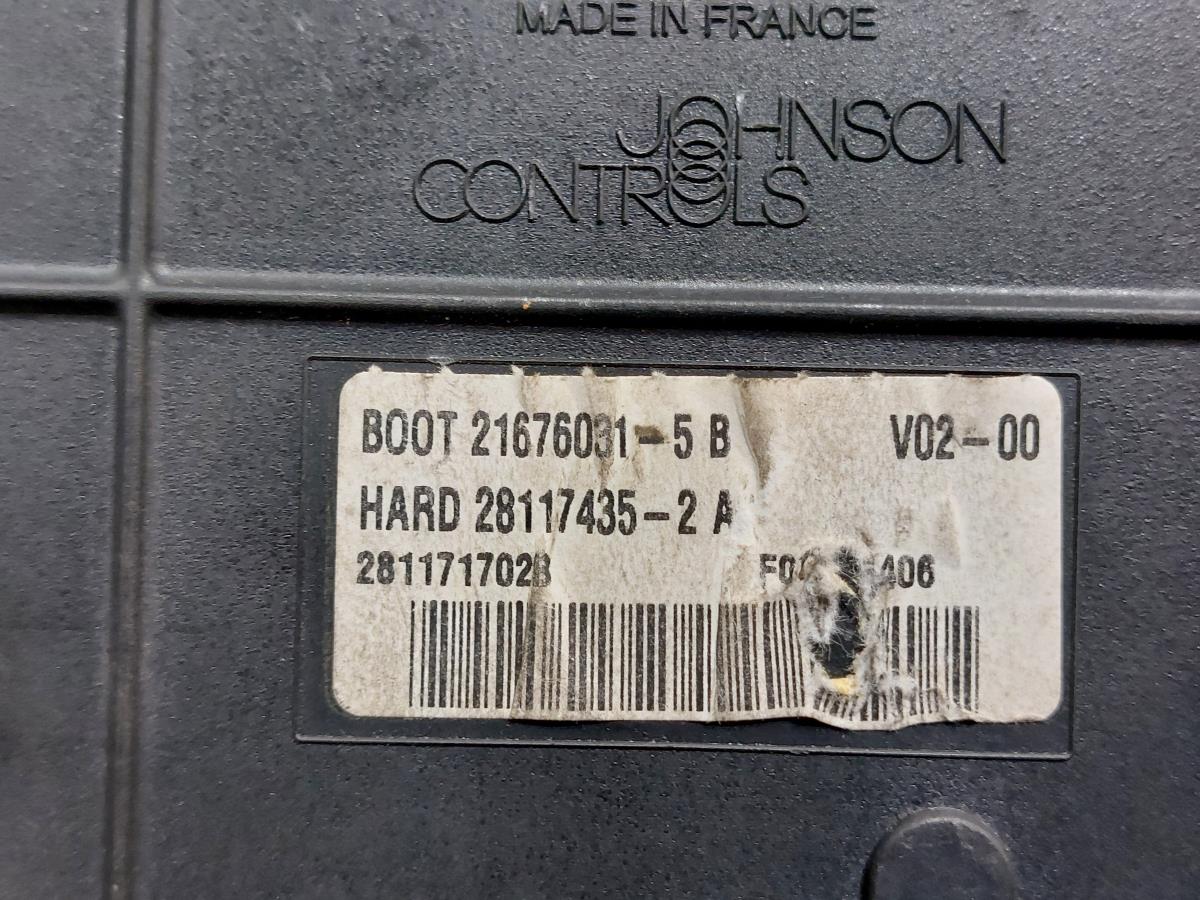 MADE IN FRANCE
JOHNSON
CONTROLS
BOOT 21676031-5 B V02-00
HARD 28117435-2 A
281171702B